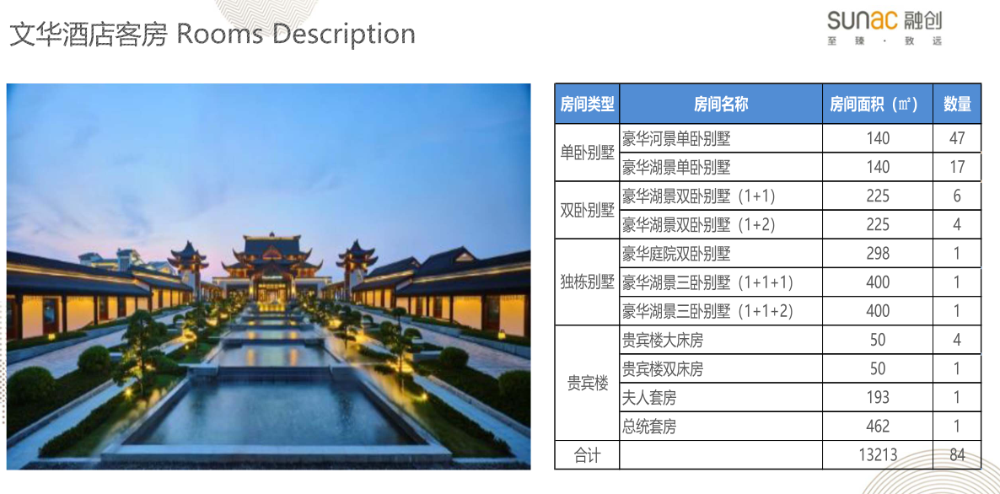 文华酒店客房 Rooms Description
sunac 融创
至 臻 · 致 远
房间类型 房间名称 房间面积（㎡） 数量
单卧别墅 豪华河景单卧别墅 140 47
豪华湖景单卧别墅 140 17
双卧别墅 豪华湖景双卧别墅（1+1） 225 6
豪华湖景双卧别墅（1+2） 225 4
独栋别墅 豪华庭院双卧别墅 298 1
豪华湖景三卧别墅（1+1+1） 400 1
豪华湖景三卧别墅（1+1+2） 400 1
贵宾楼 贵宾楼大床房 50 4
贵宾楼双床房 50 1
夫人套房 193 1
总统套房 462 1
合计 13213 84